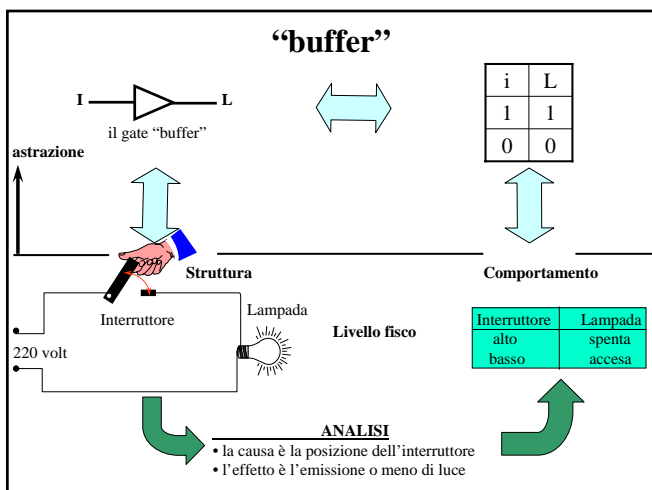 “buffer”
I L
il gate “buffer”
i L
1 1
0 0
astrazione
Struttura
Comportamento
Interruttore
Lampada
220 volt
Livello fisco
Interruttore Lampada
alto spenta
basso accesa
ANALISI
• la causa è la posizione dell’interruttore
• l’effetto è l’emissione o meno di luce